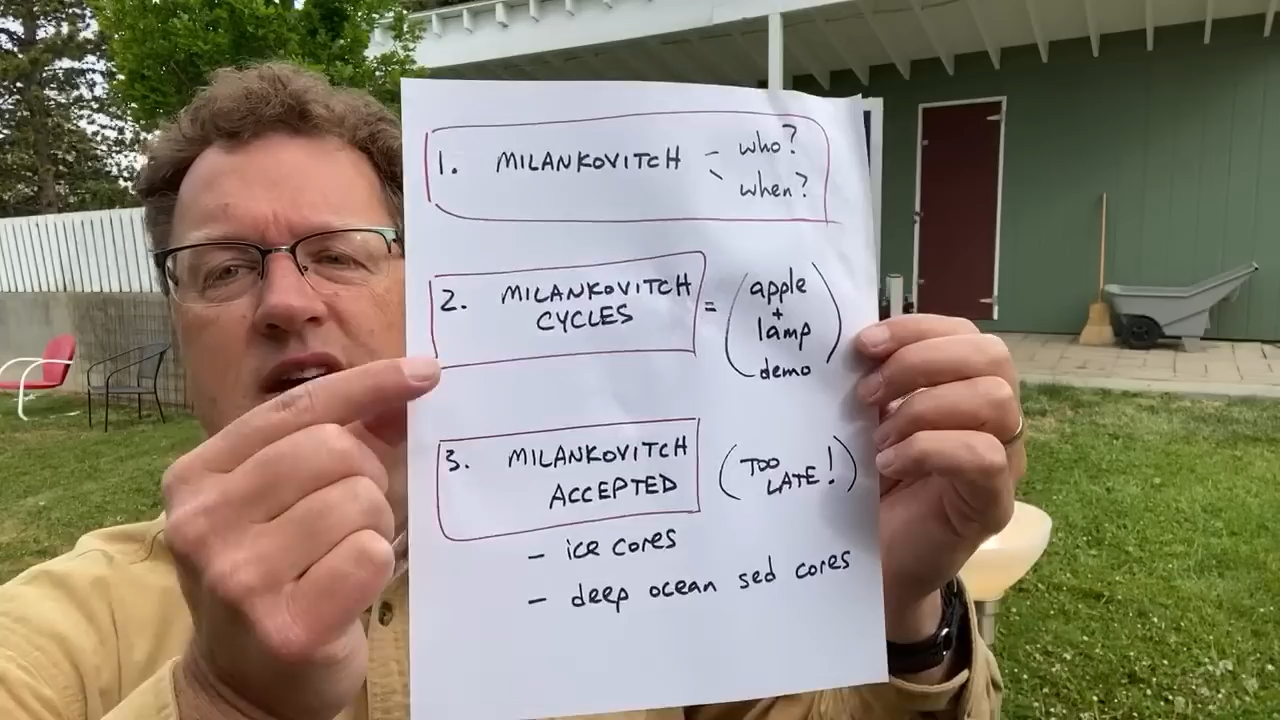 1. MILANKOVITCH - who?
- when?
2. MILANKOVITCH CYCLES = (apple + lamp demo)
3. MILANKOVITCH ACCEPTED (TOO LATE!)
- ice cores
- deep ocean sed cores